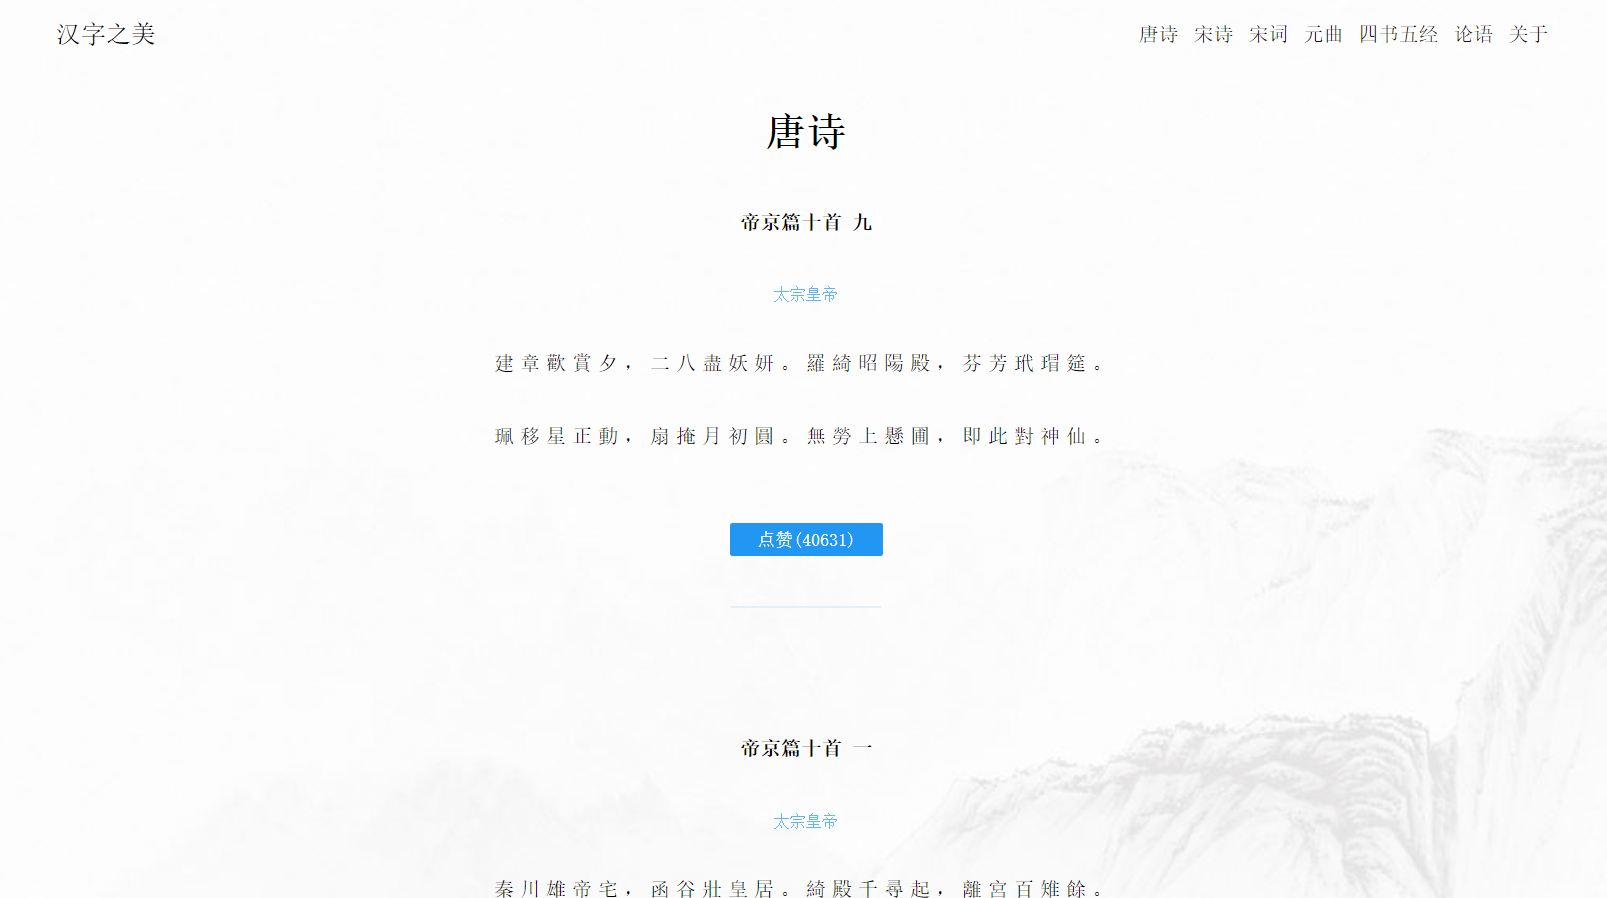 汉字之美
唐诗 宋诗 宋词 元曲 四书五经 论语 关于
唐诗
帝京篇十首 九
太宗皇帝
建章歡賞夕，二八盡妖妍。羅綺昭陽殿，芬芳玳瑁筵。
珮移星正動，扇掩月初圓。無勞上懸圃，即此對神仙。
点赞(40631)
帝京篇十首 一
太宗皇帝
秦川雄帝宅，函谷壯皇居。綺殿千尋起，離宮百雉餘。